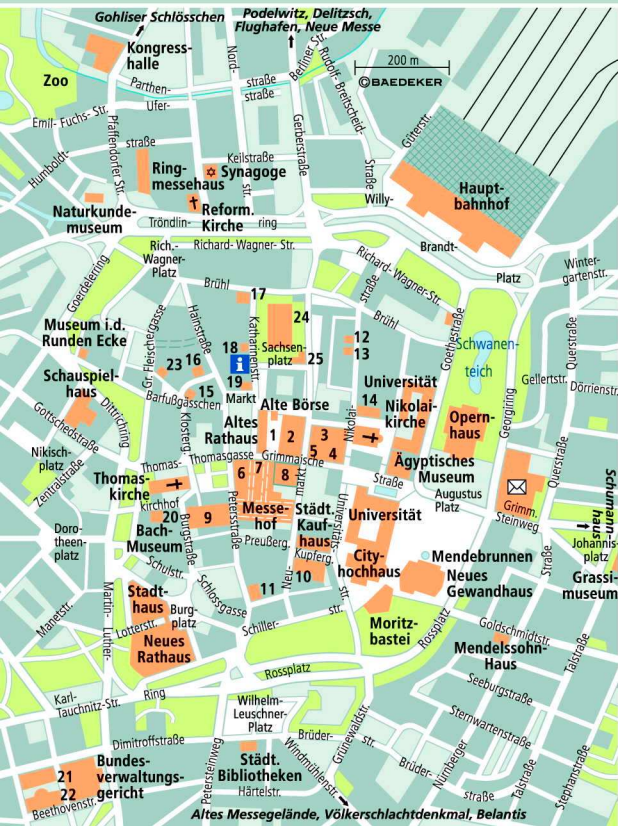 Gohliser Schlösschen
Podelwitz, Delitzsch,
Flughafen, Neue Messe
Kongress-
halle
Zoo
Nord-
straße
Berliner Str.
Rudolf-Breitscheid-
Straße
200 m
©BAEDEKER
Parthen-
straße
Emil-Fuchs-Str.
Ufer-
straße
Pfaffendorfer Str.
Humboldt-
straße
Gerberstraße
Güterstr.
Keilstraße
str.
Ring-
messehaus
Synagoge
Haupt-
bahnhof
Willy-
Brandt-
Platz
Naturkunde-
museum
Reform.
Kirche
Tröndlin-
ring
Rich.-
Wagner-
Platz
Richard-Wagner-Str.
Richard-Wagner-Str.
Winter-
gartenstr.
Goerdelerring
Brühl
17
Brühl
Goethestraße
Schwanen-
teich
Querstraße
Gr. Fleischergasse
Hainstraße
Katharinenstr.
24
Museum i.d.
Runden Ecke
18
i
Sachsen-
platz
25
12
13
straße
Georgiring
Gellertstr.
Dörrienstr.
23
16
19
Schauspiel-
haus
15
Markt
14
Universität
Barfußgässchen
Alte Börse
Nikolai-
Nikolai-
kirche
Opern-
haus
Gottschedstraße
Dittrichring
Klosterg.
Altes
Rathaus
1
2
3
4
5
Nikisch-
platz
Zentralstraße
Thomas-
kirchhof
Thomasgasse
Grimmaische
Straße
Ägyptisches
Museum
Thomas-
kirche
6
7
8
markt
Augustus
Platz
Grimm.
Steinweg
Querstraße
Schumann-
haus
20
9
Petersstraße
Messe-
hof
Städt.
Kauf-
haus
Universitäts-
str.
Universität
Johannis-
platz
Doro-
theen-
platz
Bach-
Museum
Burgstraße
Preußerg.
Kupferg.
City-
hochhaus
Mendebrunnen
Neues
Gewandhaus
Grassi-
museum
Schulstr.
Schlossgasse
11
Neu-
10
Stadt-
haus
Burg-
platz
Manetstr.
Martin-
Luther-
Ring
Lotterstr.
Neues
Rathaus
Schiller-
str.
Moritz-
bastei
Rossplatz
Goldschmidtstr.
Mendelssohn-
Haus
Talstraße
Rossplatz
Seeburgstraße
Karl-
Tauchnitz-Str.
Wilhelm-
Leuschner-
Platz
Sternwartenstraße
Dimitroffstraße
Brüder-
str.
Grünewaldstr.
Brüder-
straße
Nürnberger
Bundes-
verwaltungs-
gericht
21
22
Beethovenstr.
Petersteinweg
Städt.
Bibliotheken
Härtelstr.
Windmühlenstr.
Talstraße
Stephanstraße
Altes Messegelände, Völkerschlachtdenkmal, Belantis